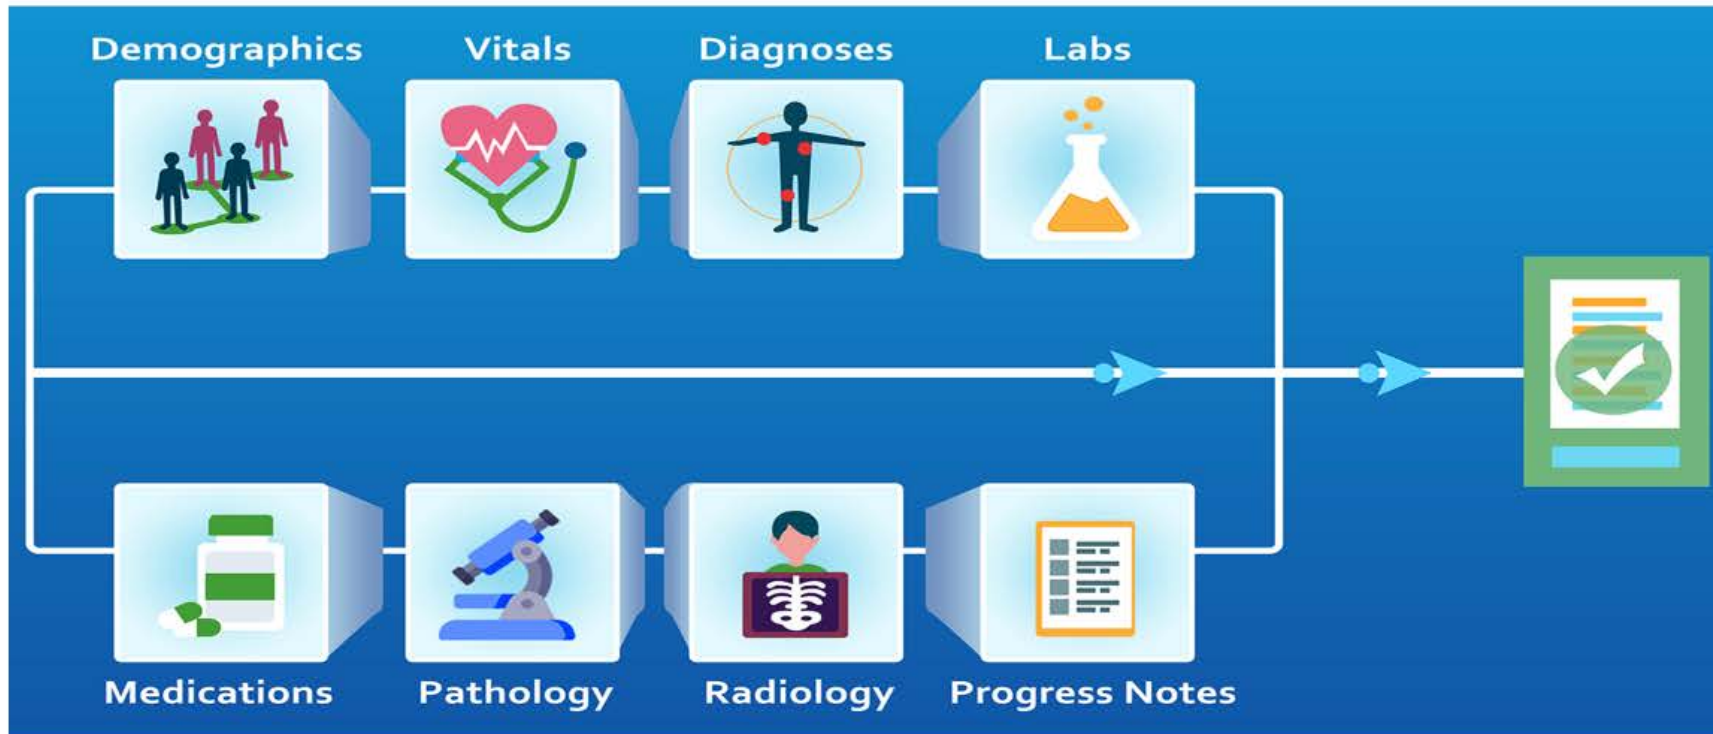 Demographics
Vitals
Diagnoses
Labs
Medications
Pathology
Radiology
Progress Notes